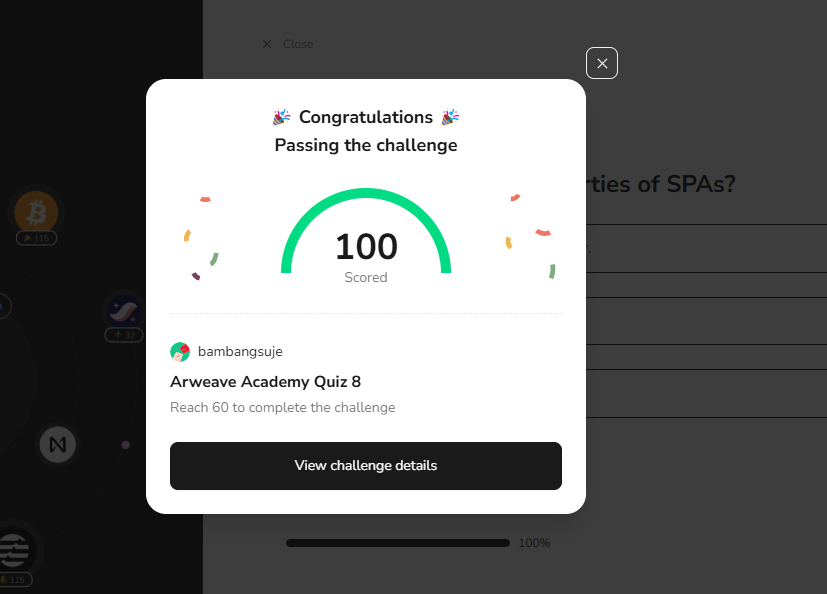 Close
🎉 Congratulations 🎉
Passing the challenge
rties of SPAs?
115
100
Scored
32
bambangsuje
Arweave Academy Quiz 8
Reach 60 to complete the challenge
View challenge details
100%
115